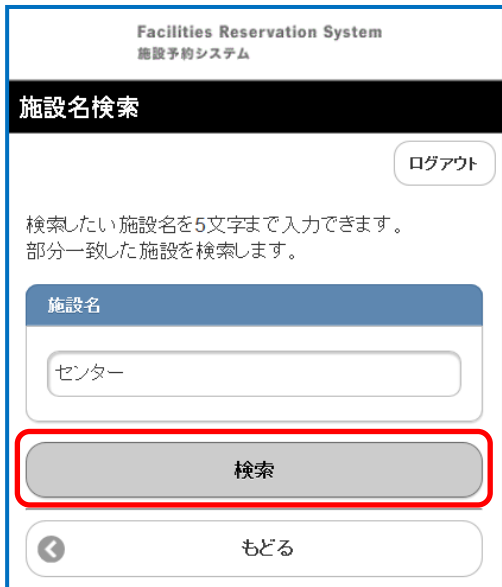 Facilities Reservation System
施設予約システム
施設名検索
ログアウト
検索したい施設名を5文字まで入力できます。
部分一致した施設を検索します。
施設名
センター
検索
もどる